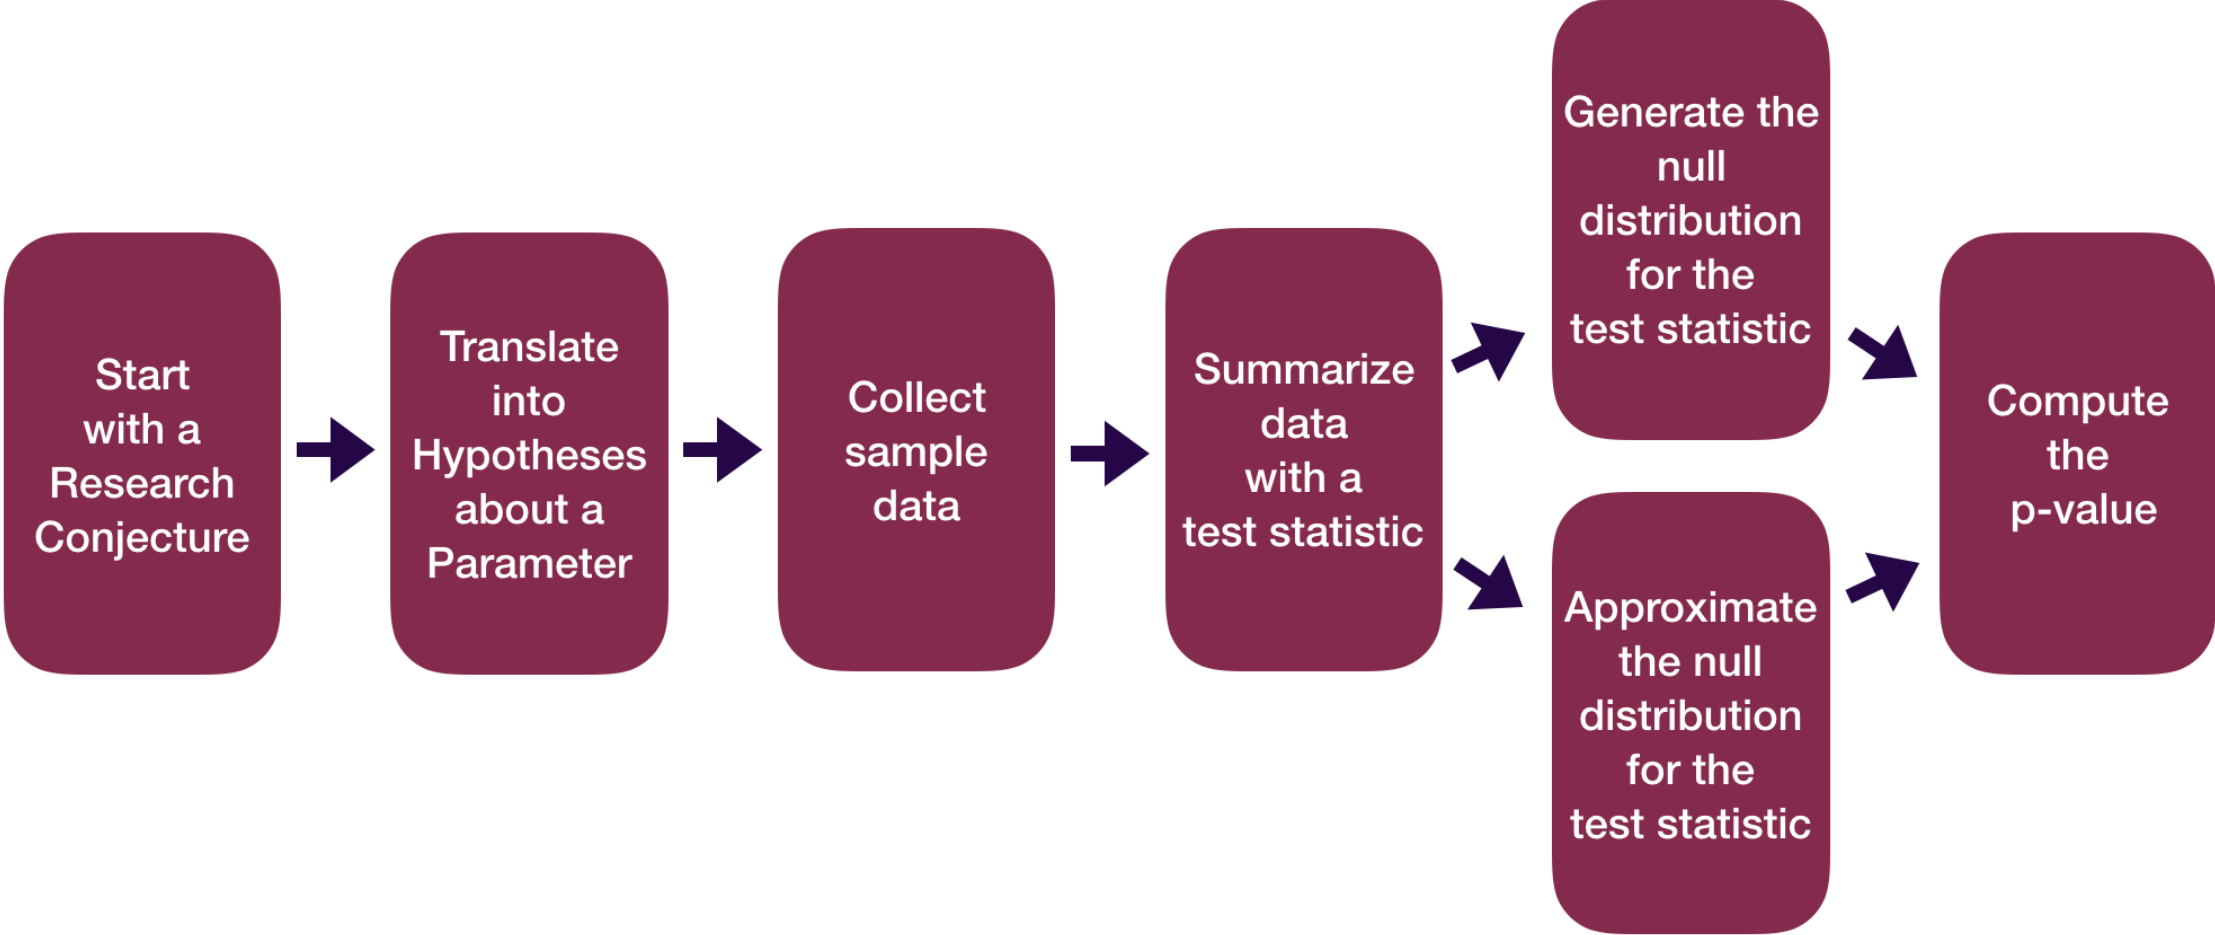 Start
with a
Research
Conjecture
Translate
into
Hypotheses
about a
Parameter
Collect
sample
data
Summarize
data
with a
test statistic
Generate the
null
distribution
for the
test statistic
Approximate
the null
distribution
for the
test statistic
Compute
the
p-value